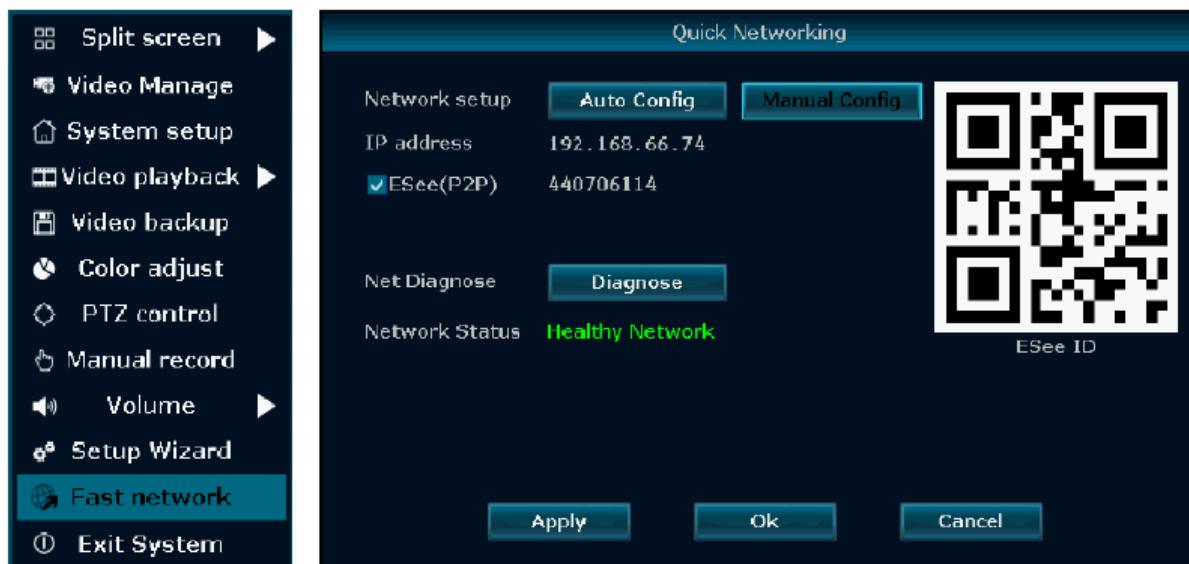 Split screen
Video Manage
System setup
Video playback
Video backup
Color adjust
PTZ control
Manual record
Volume
Setup Wizard
Fast network
Exit System
Quick Networking
Network setup Auto Config Manual Config
IP address 192.168.66.74
ESee(P2P) 440706114
Net Diagnose Diagnose
Network Status Healthy Network
ESee ID
Apply Ok Cancel